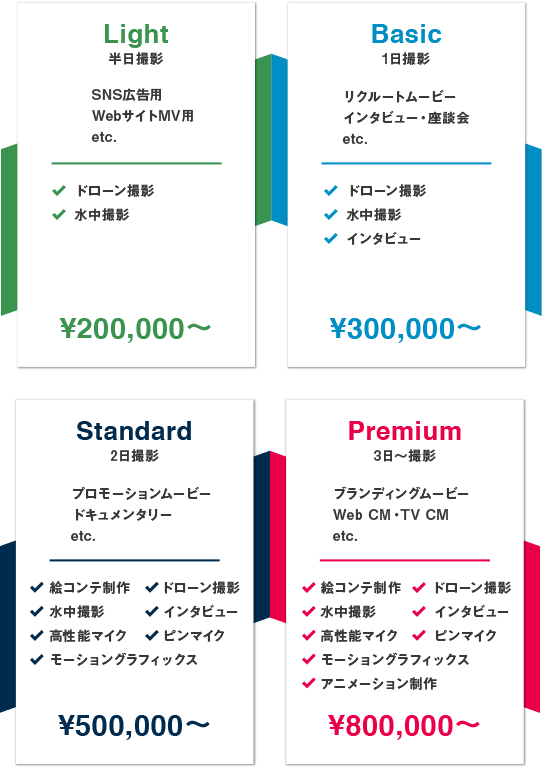 Light
半日撮影
SNS広告用
WebサイトMV用
etc.
ドローン撮影
水中撮影
¥200,000〜
Basic
1日撮影
リクルートムービー
インタビュー・座談会
etc.
ドローン撮影
水中撮影
インタビュー
¥300,000〜
Standard
2日撮影
プロモーションムービー
ドキュメンタリー
etc.
絵コンテ制作 ドローン撮影
水中撮影 インタビュー
高性能マイク ピンマイク
モーショングラフィックス
¥500,000〜
Premium
3日〜撮影
ブランディングムービー
Web CM・TV CM
etc.
絵コンテ制作 ドローン撮影
水中撮影 インタビュー
高性能マイク ピンマイク
モーショングラフィックス
アニメーション制作
¥800,000〜